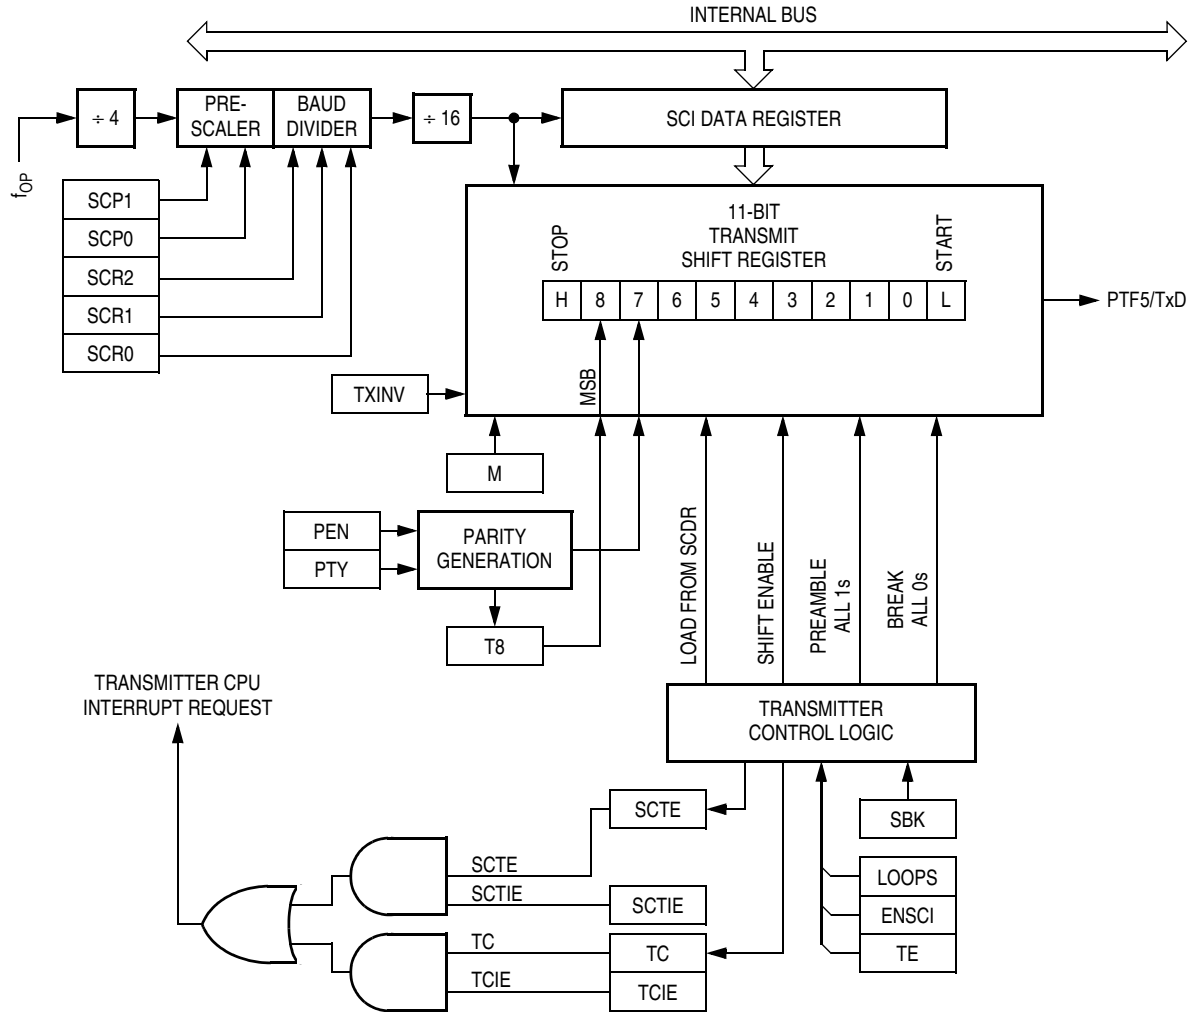 INTERNAL BUS
÷ 4
PRE-
SCALER
BAUD
DIVIDER
÷ 16
SCI DATA REGISTER
fOP
SCP1
SCP0
SCR2
SCR1
SCR0
11-BIT
TRANSMIT
SHIFT REGISTER
STOP
START
H 8 7 6 5 4 3 2 1 0 L
PTF5/TxD
TXINV
MSB
M
PEN
PTY
PARITY
GENERATION
T8
LOAD FROM SCDR
SHIFT ENABLE
PREAMBLE
ALL 1s
BREAK
ALL 0s
TRANSMITTER CPU
INTERRUPT REQUEST
TRANSMITTER
CONTROL LOGIC
SCTE
SBK
SCTE
SCTIE
SCTIE
LOOPS
ENSCI
TE
TC
TC
TCIE
TCIE